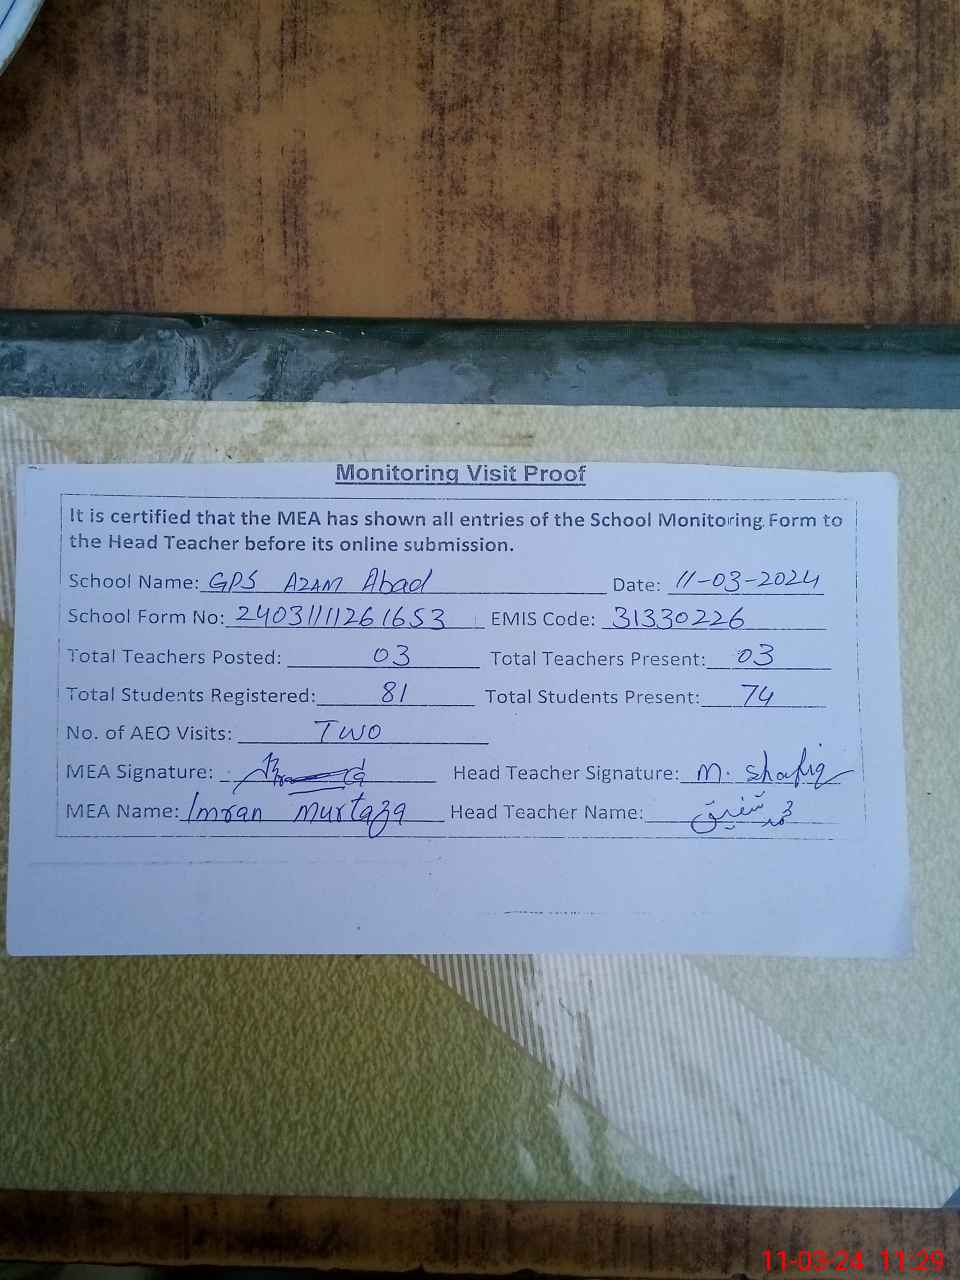 Monitoring Visit Proof
It is certified that the MEA has shown all entries of the School Monitoring Form to
the Head Teacher before its online submission.
School Name: GPS AZAM Abad Date: 11-03-2024
School Form No: 24031111261653 EMIS Code: 31330226
Total Teachers Posted: 03 Total Teachers Present: 03
Total Students Registered: 81 Total Students Present: 74
No. of AEO Visits: TWO
MEA Signature: Head Teacher Signature: M. Shafiq
MEA Name: Imran Murtaza Head Teacher Name: محمد شفیق
11-03-24 11:29